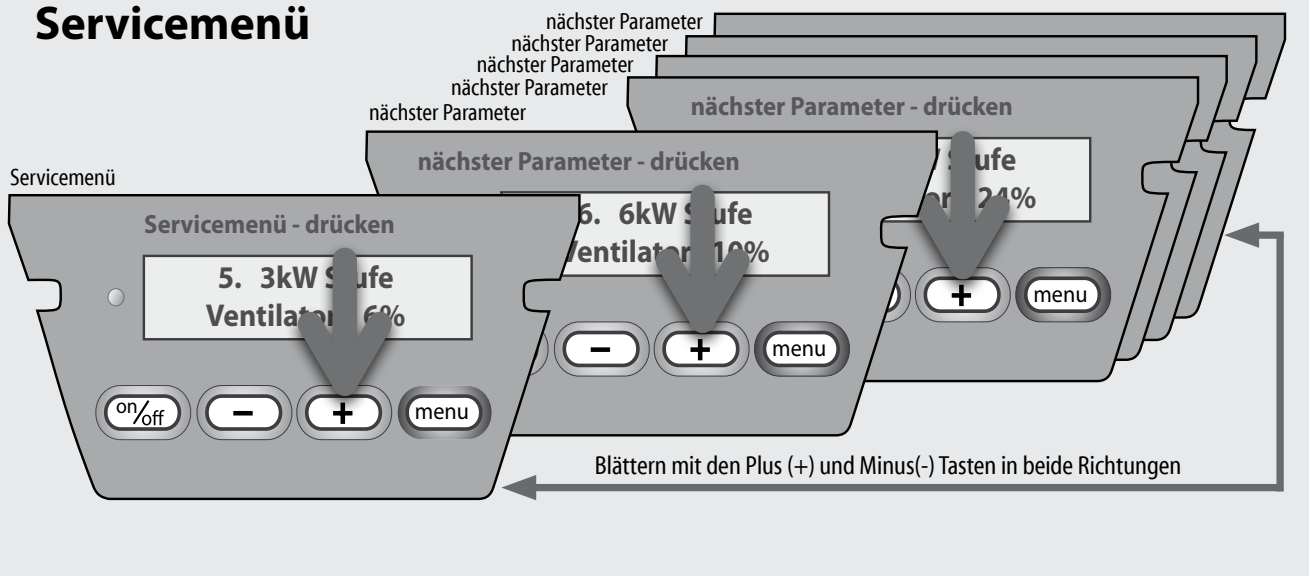 Servicemenü
nächster Parameter
nächster Parameter
nächster Parameter
nächster Parameter
nächster Parameter
Servicemenü
nächster Parameter - drücken
24%
menu
+
nächster Parameter - drücken
6. 6kW
10%
−
+
menu
Servicemenü - drücken
5. 3kW
6%
on/off
−
+
menu
Blättern mit den Plus (+) und Minus(-) Tasten in beide Richtungen